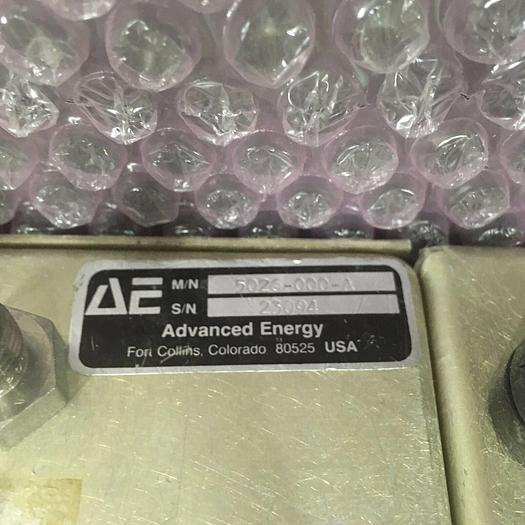 AE M/N 5026-000-A
S/N 23094
Advanced Energy
Fort Collins, Colorado 80525 USA